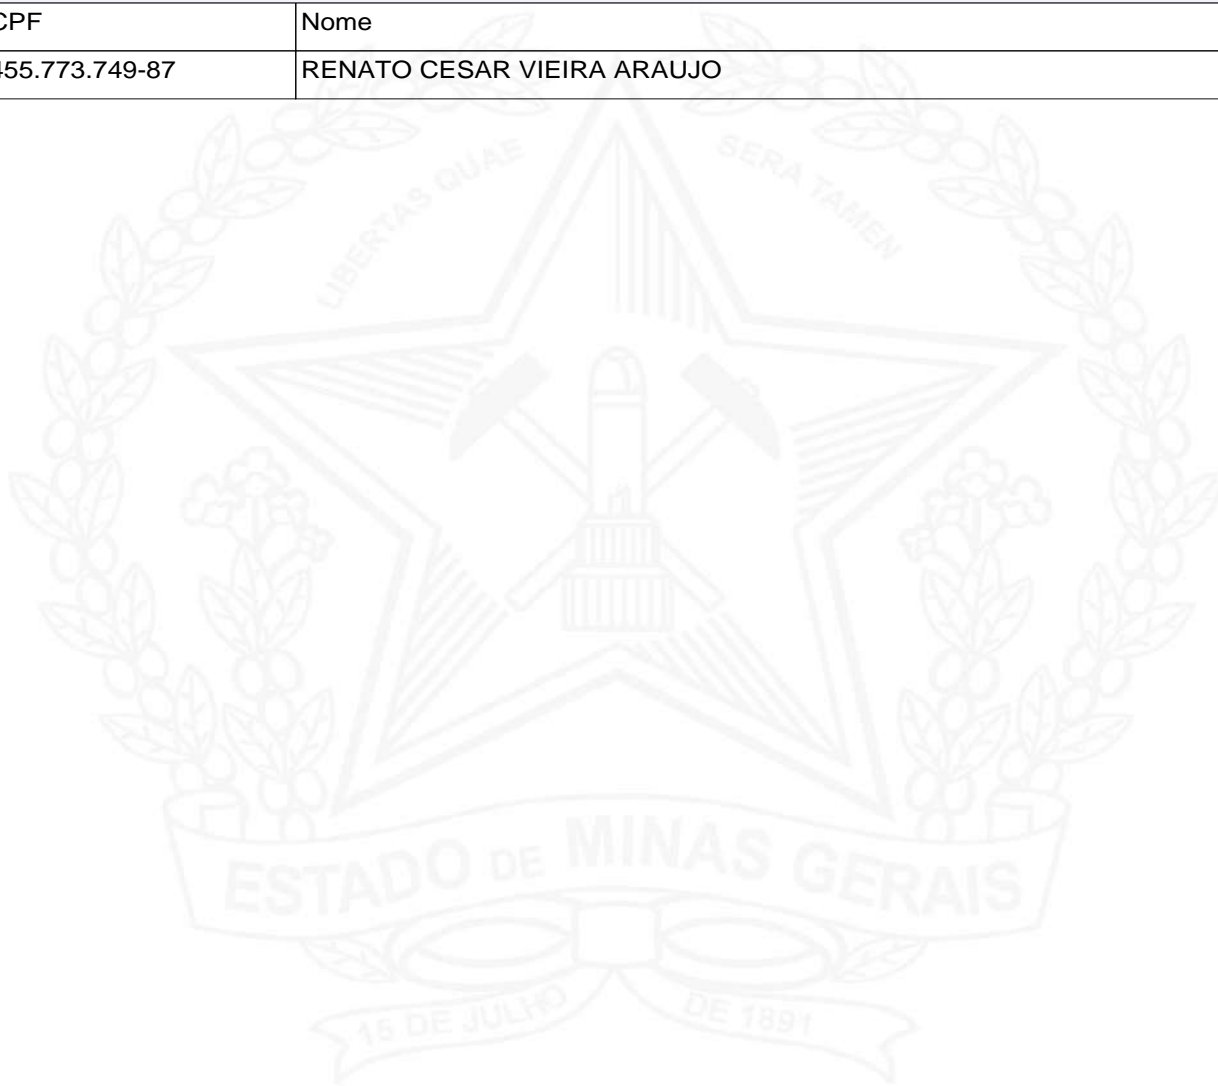 CPF Nome
455.773.749-87 RENATO CESAR VIEIRA ARAUJO
LIBERTAS QUAE SERA TAMEN
ESTADO DE MINAS GERAIS
15 DE JULHO DE 1891